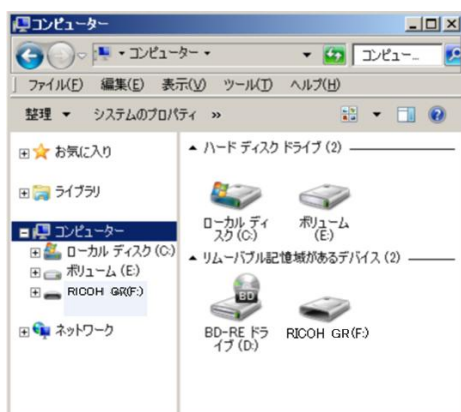 コンピューター
コンピューター
コンピュー...
ファイル(F) 編集(E) 表示(V) ツール(T) ヘルプ(H)
整理 システムのプロパティ »
お気に入り
ライブラリ
コンピューター
ローカル ディスク (C:)
ボリューム (E:)
RICOH GR(F:)
ネットワーク
ハード ディスク ドライブ (2)
ローカル ディ
スク (C:)
ボリューム
(E:)
リムーバブル記憶域があるデバイス (2)
BD
BD-RE ドラ
イブ (D:)
RICOH GR(F:)